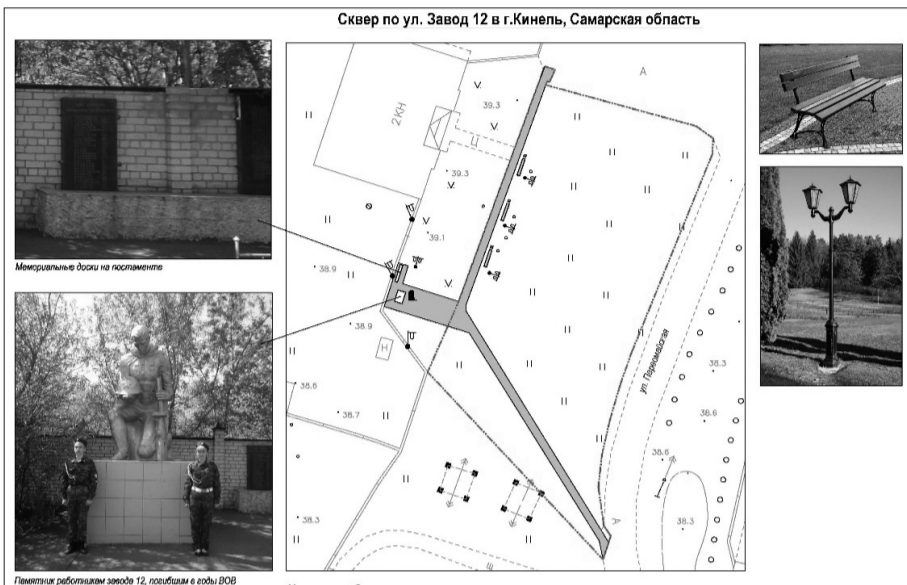 Сквер по ул. Завод 12 в г.Кинель, Самарская область
2КН
А
39.3
Ц
39.3
39.1
38.9
38.9
Н
38.6
38.7
38.3
ул. Первомайская
38.3
38.6
38.6
38.3
А
Мемориальные доски на постаменте
Памятник работникам завода 12, погибшим в годы ВОВ